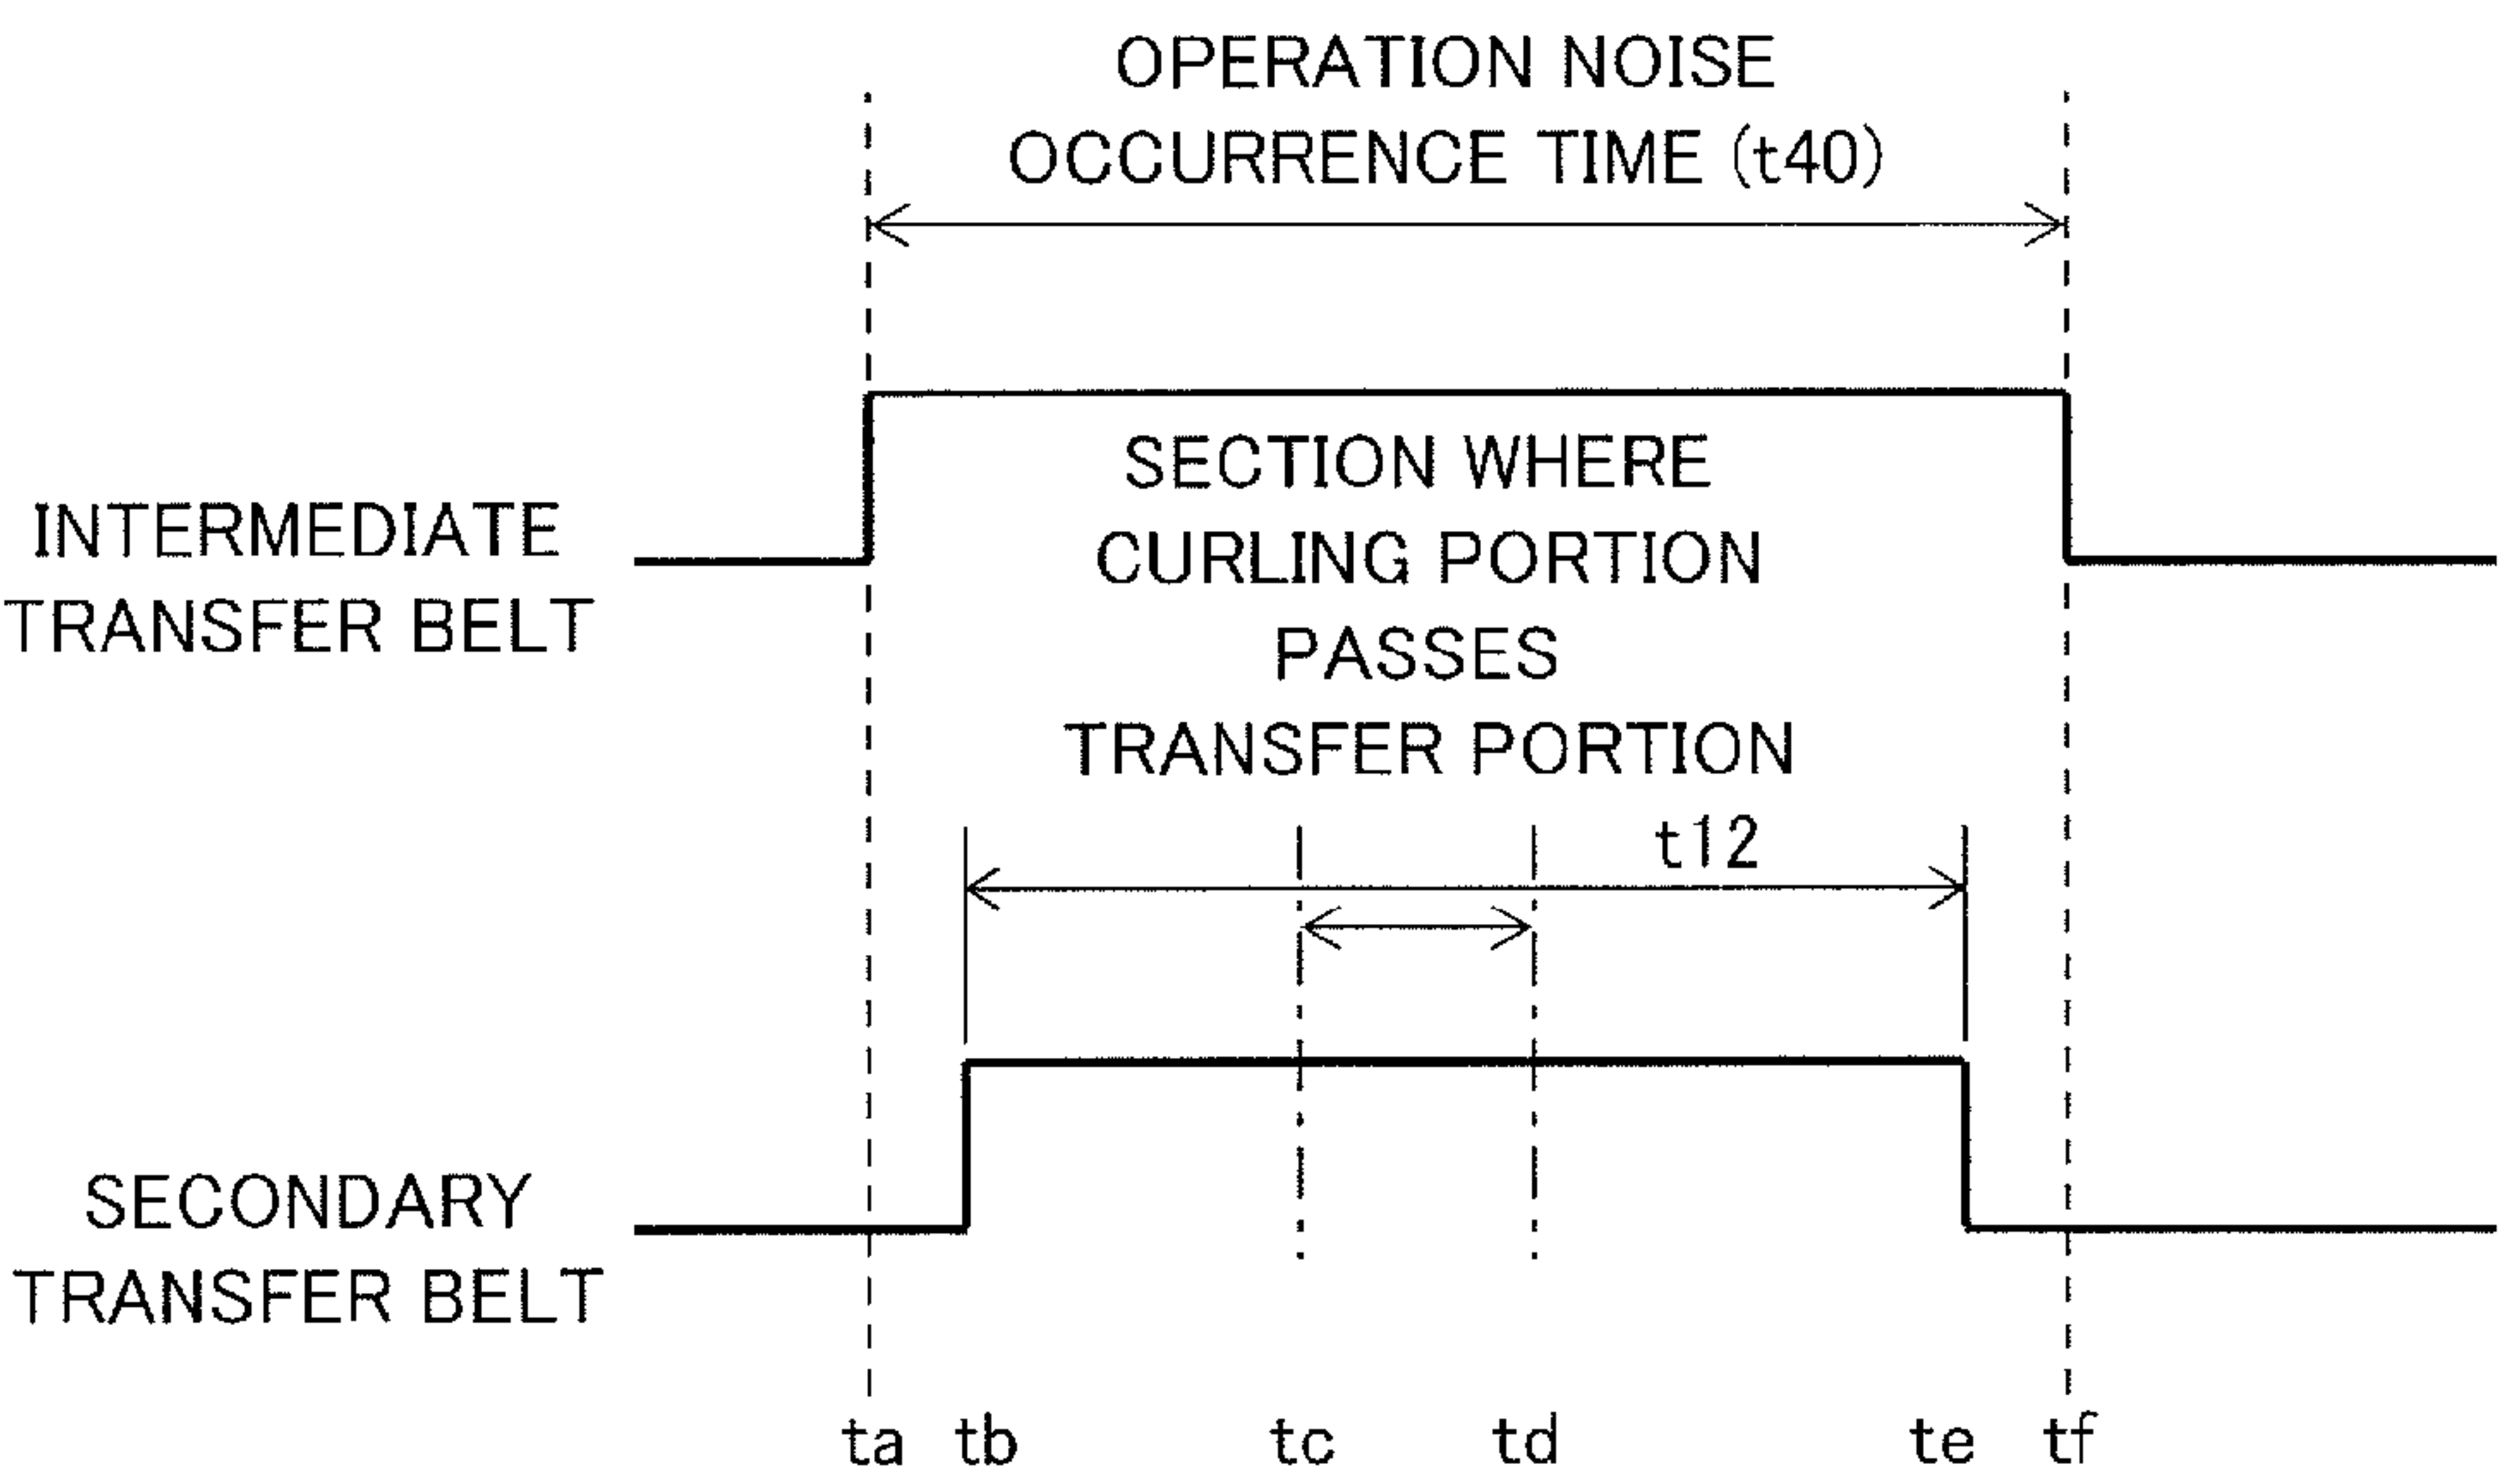 OPERATION NOISE
OCCURRENCE TIME (t40)
SECTION WHERE
CURLING PORTION
PASSES
TRANSFER PORTION
INTERMEDIATE
TRANSFER BELT
t12
SECONDARY
TRANSFER BELT
ta tb tc td te tf